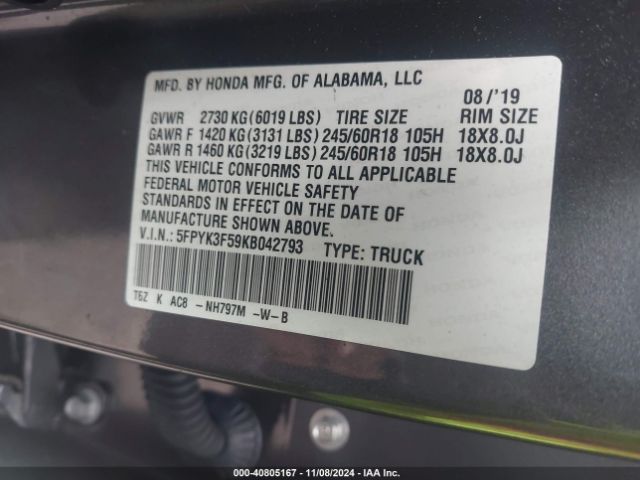 MFD. BY HONDA MFG. OF ALABAMA, LLC
08/'19
GVWR 2730 KG(6019 LBS) TIRE SIZE RIM SIZE
GAWR F 1420 KG(3131 LBS)245/60R18 105H 18X8.0J
GAWR R 1460 KG(3219 LBS)245/60R18 105H 18X8.0J
THIS VEHICLE CONFORMS TO ALL APPLICABLE
FEDERAL MOTOR VEHICLE SAFETY
STANDARDS IN EFFECT ON THE DATE OF
MANUFACTURE SHOWN ABOVE.
V.I.N.:5FPYK3F59KB042793 TYPE: TRUCK
T6Z K AC8 -NH797M -W-B
000-40805167 - 11/08/2024 - IAA Inc.